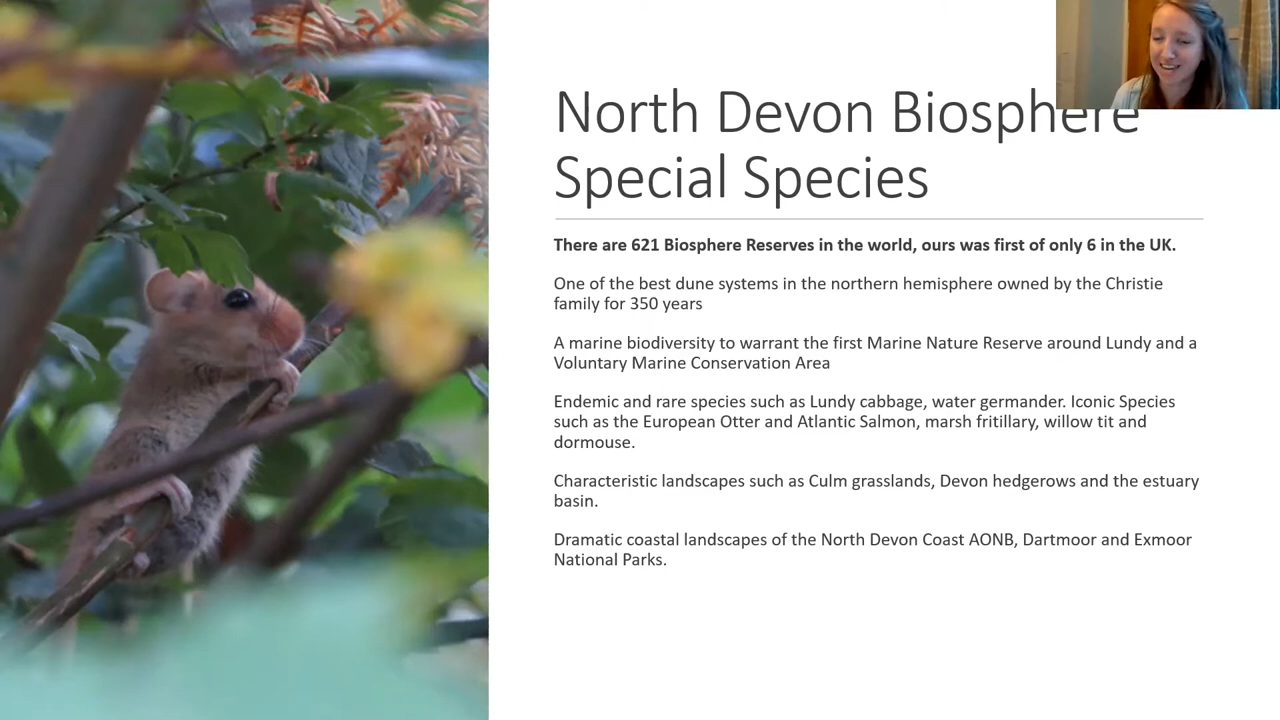 North Devon Biosphere
Special Species
There are 621 Biosphere Reserves in the world, ours was first of only 6 in the UK.
One of the best dune systems in the northern hemisphere owned by the Christie
family for 350 years
A marine biodiversity to warrant the first Marine Nature Reserve around Lundy and a
Voluntary Marine Conservation Area
Endemic and rare species such as Lundy cabbage, water germander. Iconic Species
such as the European Otter and Atlantic Salmon, marsh fritillary, willow tit and
dormouse.
Characteristic landscapes such as Culm grasslands, Devon hedgerows and the estuary
basin.
Dramatic coastal landscapes of the North Devon Coast AONB, Dartmoor and Exmoor
National Parks.